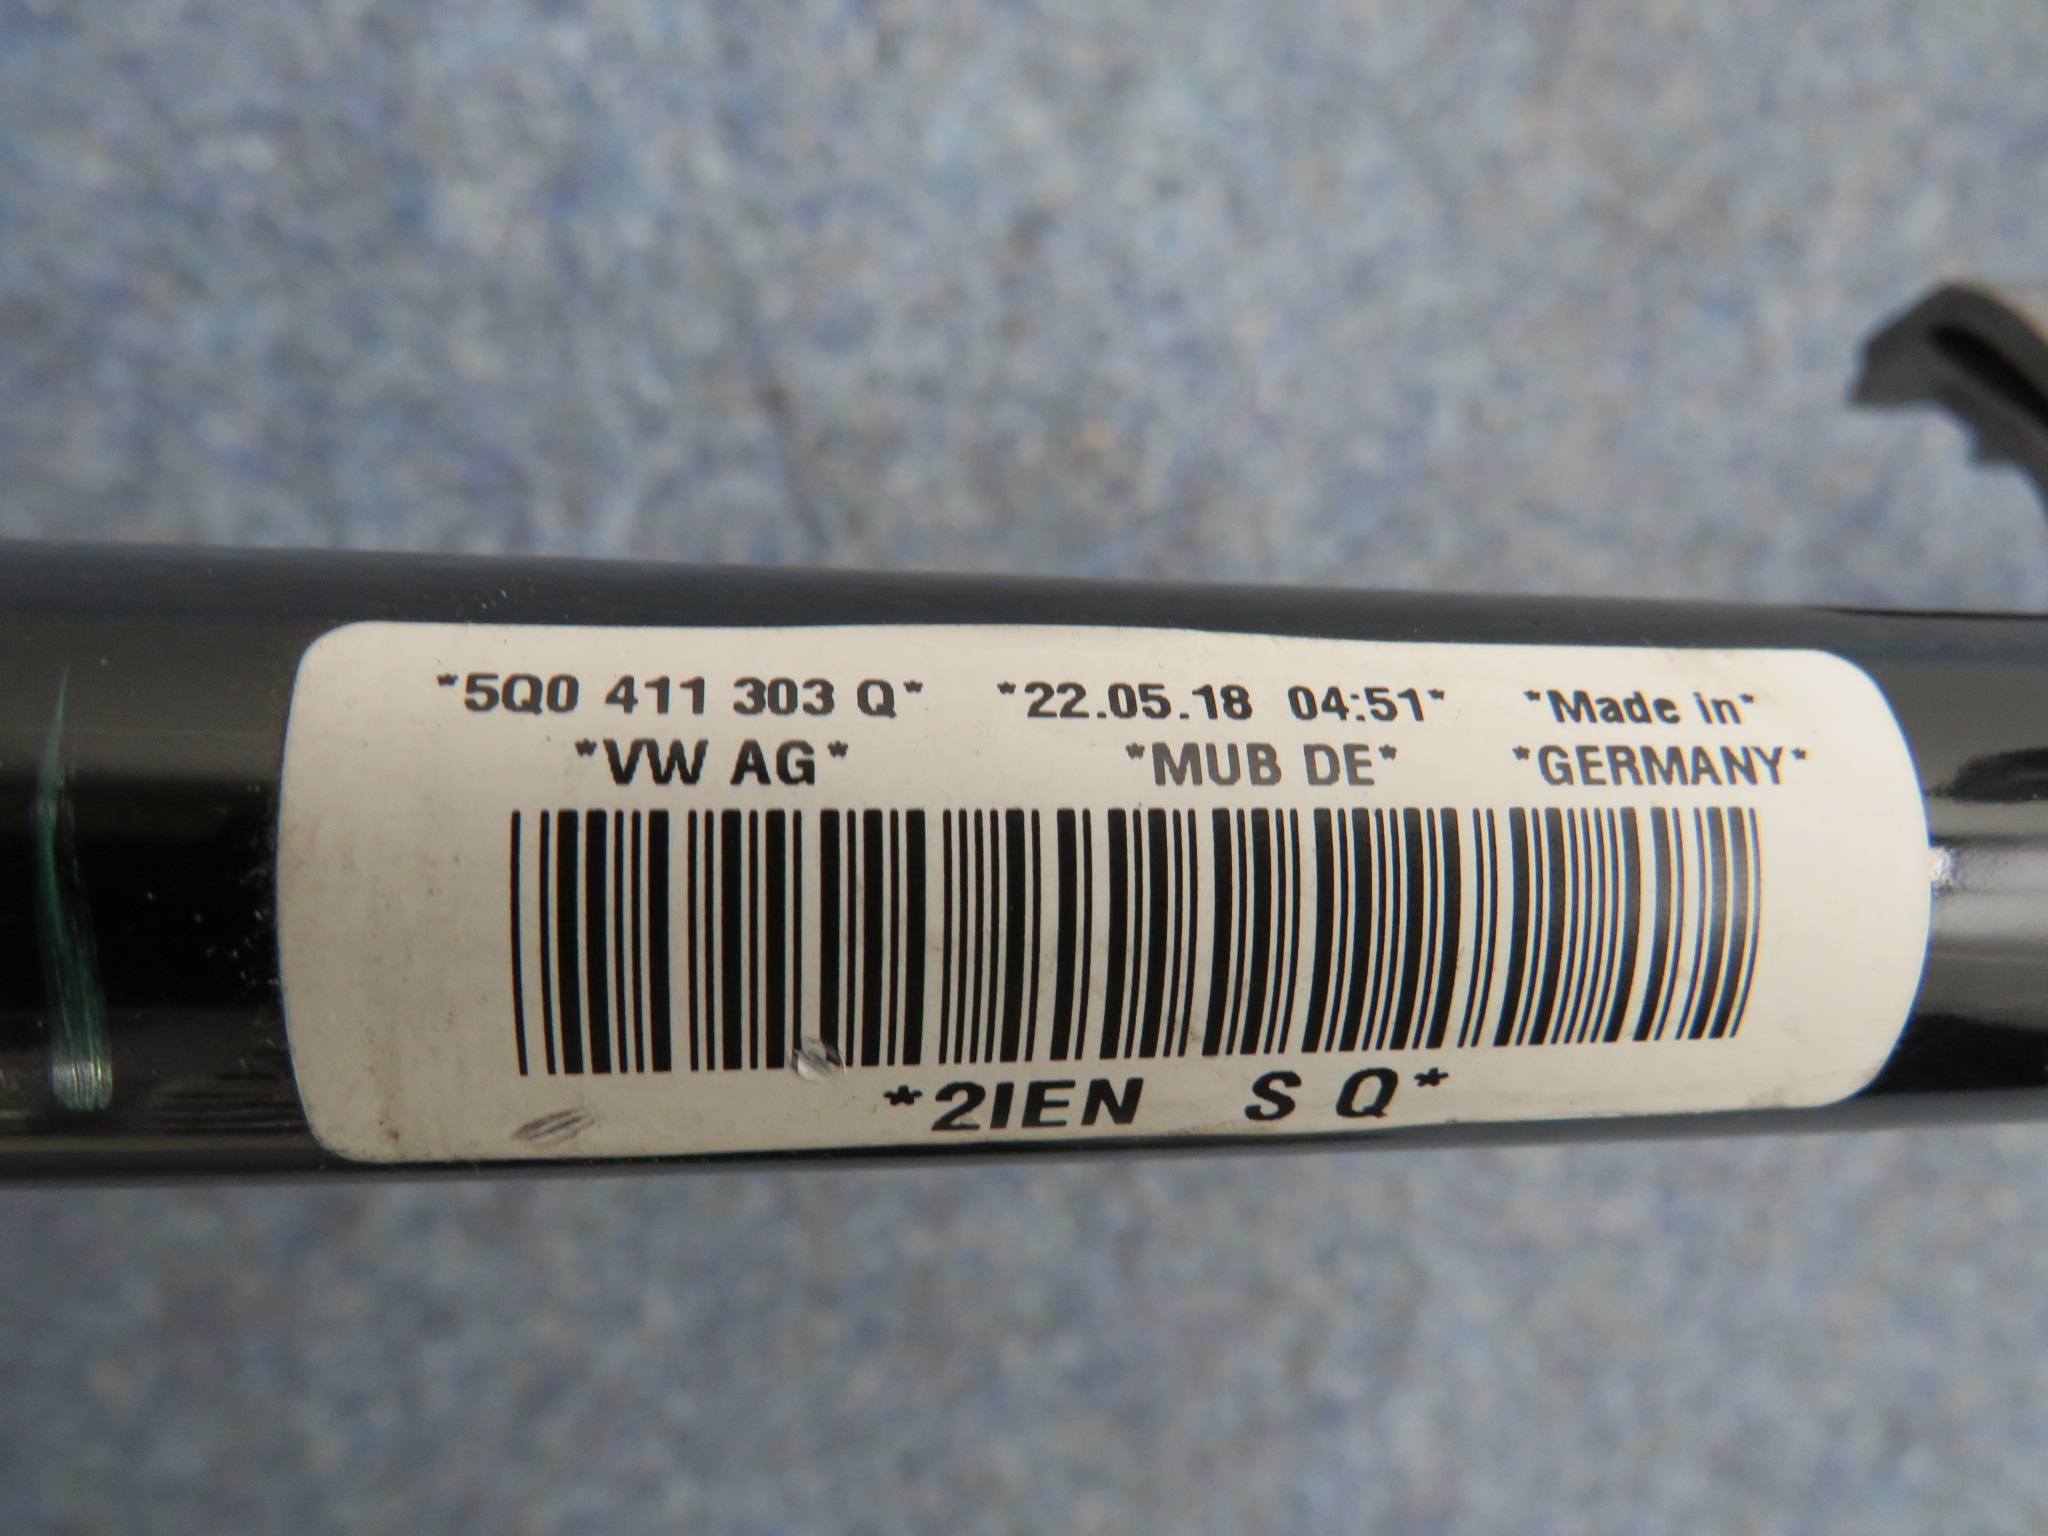 *5Q0 411 303 Q* *22.05.18 04:51* *Made in*
*VW AG* *MUB DE* *GERMANY*
*2IEN S Q*